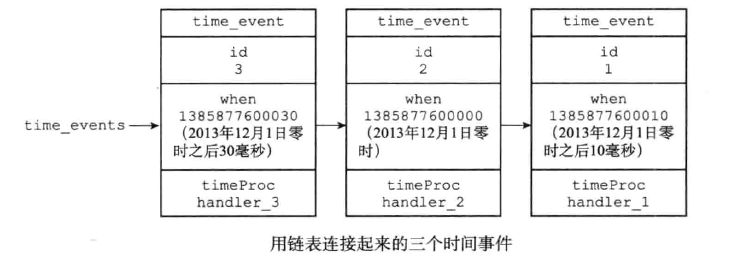 time_event
id
3
when
1385877600030
(2013年12月1日零
时之后30毫秒)
timeProc
handler_3
time_event
id
2
when
1385877600000
(2013年12月1日零
时)
timeProc
handler_2
time_event
id
1
when
1385877600010
(2013年12月1日零
时之后10毫秒)
timeProc
handler_1
time_events
用链表连接起来的三个时间事件